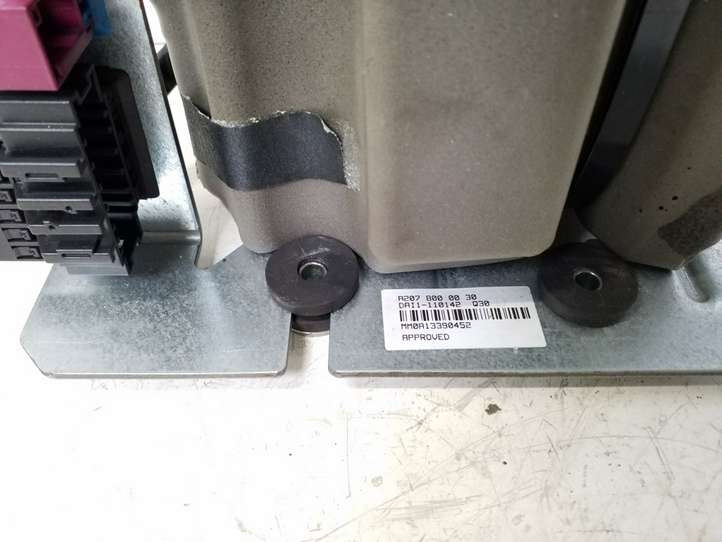 A207 800 00 30
DAI1-110142 Q30
MM0A13390452
APPROVED